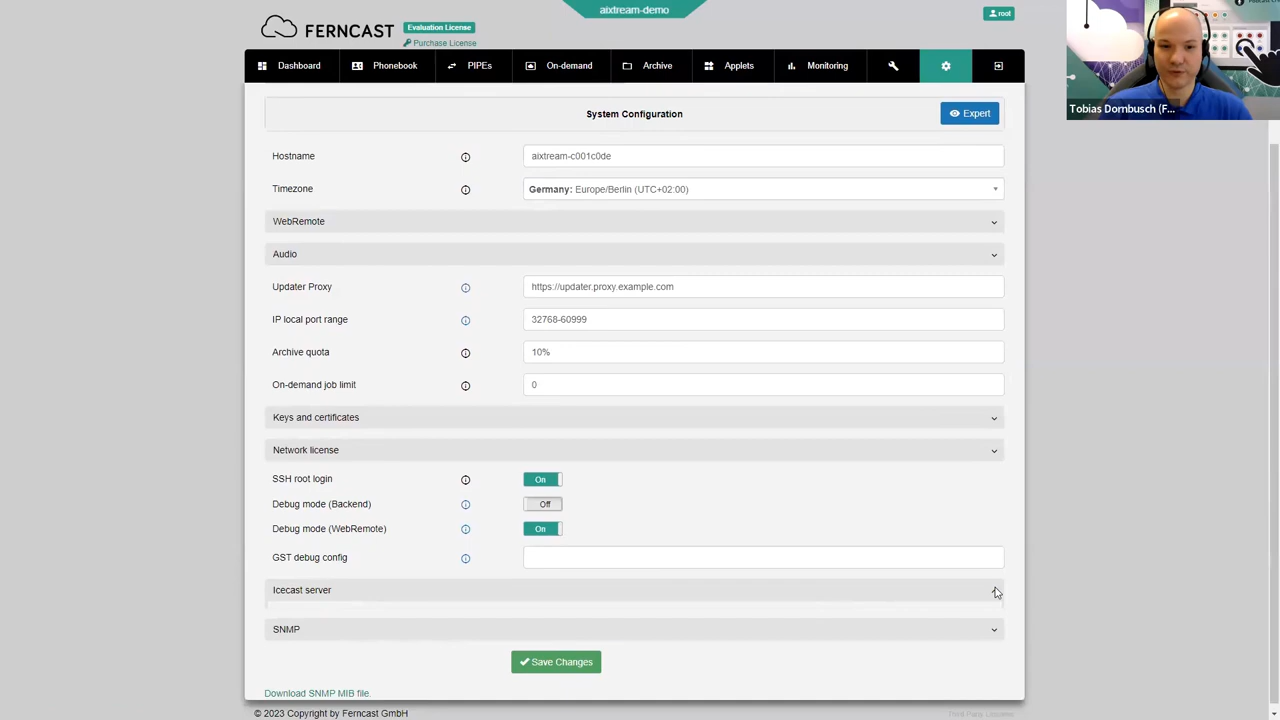 aixtream-demo
root
FERNCAST
Evaluation License
Purchase License
Dashboard
Phonebook
PIPEs
On-demand
Archive
Applets
Monitoring
System Configuration
Expert
Hostname
aixtream-c001c0de
Timezone
Germany: Europe/Berlin (UTC+02:00)
WebRemote
Audio
Updater Proxy
https://updater.proxy.example.com
IP local port range
32768-60999
Archive quota
10%
On-demand job limit
0
Keys and certificates
Network license
SSH root login
On
Debug mode (Backend)
Off
Debug mode (WebRemote)
On
GST debug config
Icecast server
SNMP
Save Changes
Download SNMP MIB file.
© 2023 Copyright by Ferncast GmbH
Third Party Licenses
Tobias Dornbusch (F...